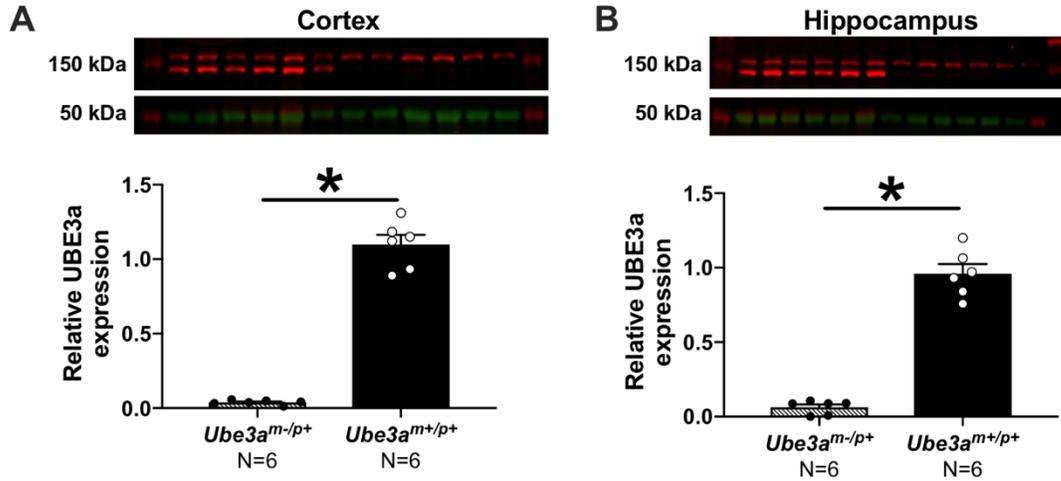 A
Cortex
150 kDa
50 kDa
*
1.5
1.0
0.5
0.0
Relative UBE3a
expression
Ube3a^m-/p+
N=6
Ube3a^m+/p+
N=6
B
Hippocampus
150 kDa
50 kDa
*
1.5
1.0
0.5
0.0
Relative UBE3a
expression
Ube3a^m-/p+
N=6
Ube3a^m+/p+
N=6